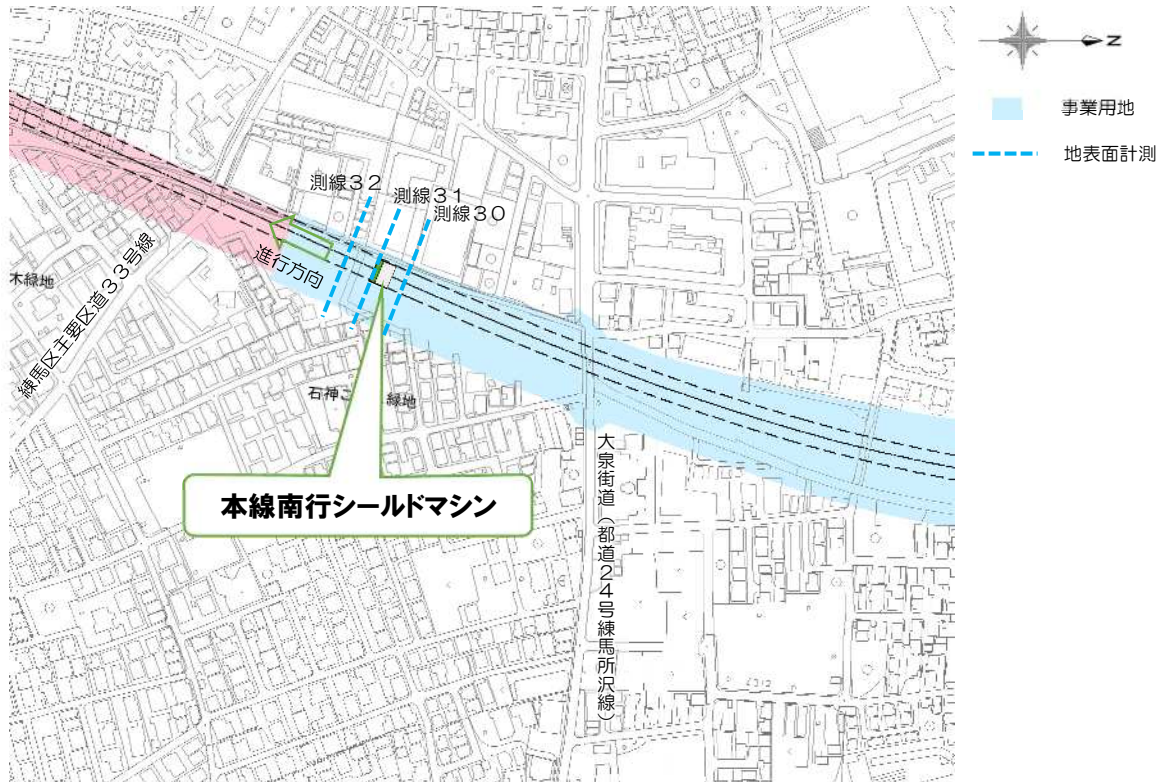 N
事業用地
地表面計測
測線32
測線31
測線30
進行方向
木緑地
練馬区主要区道33号線
石神こ
緑地
本線南行シールドマシン
大泉街道(都道24号練馬所沢線)